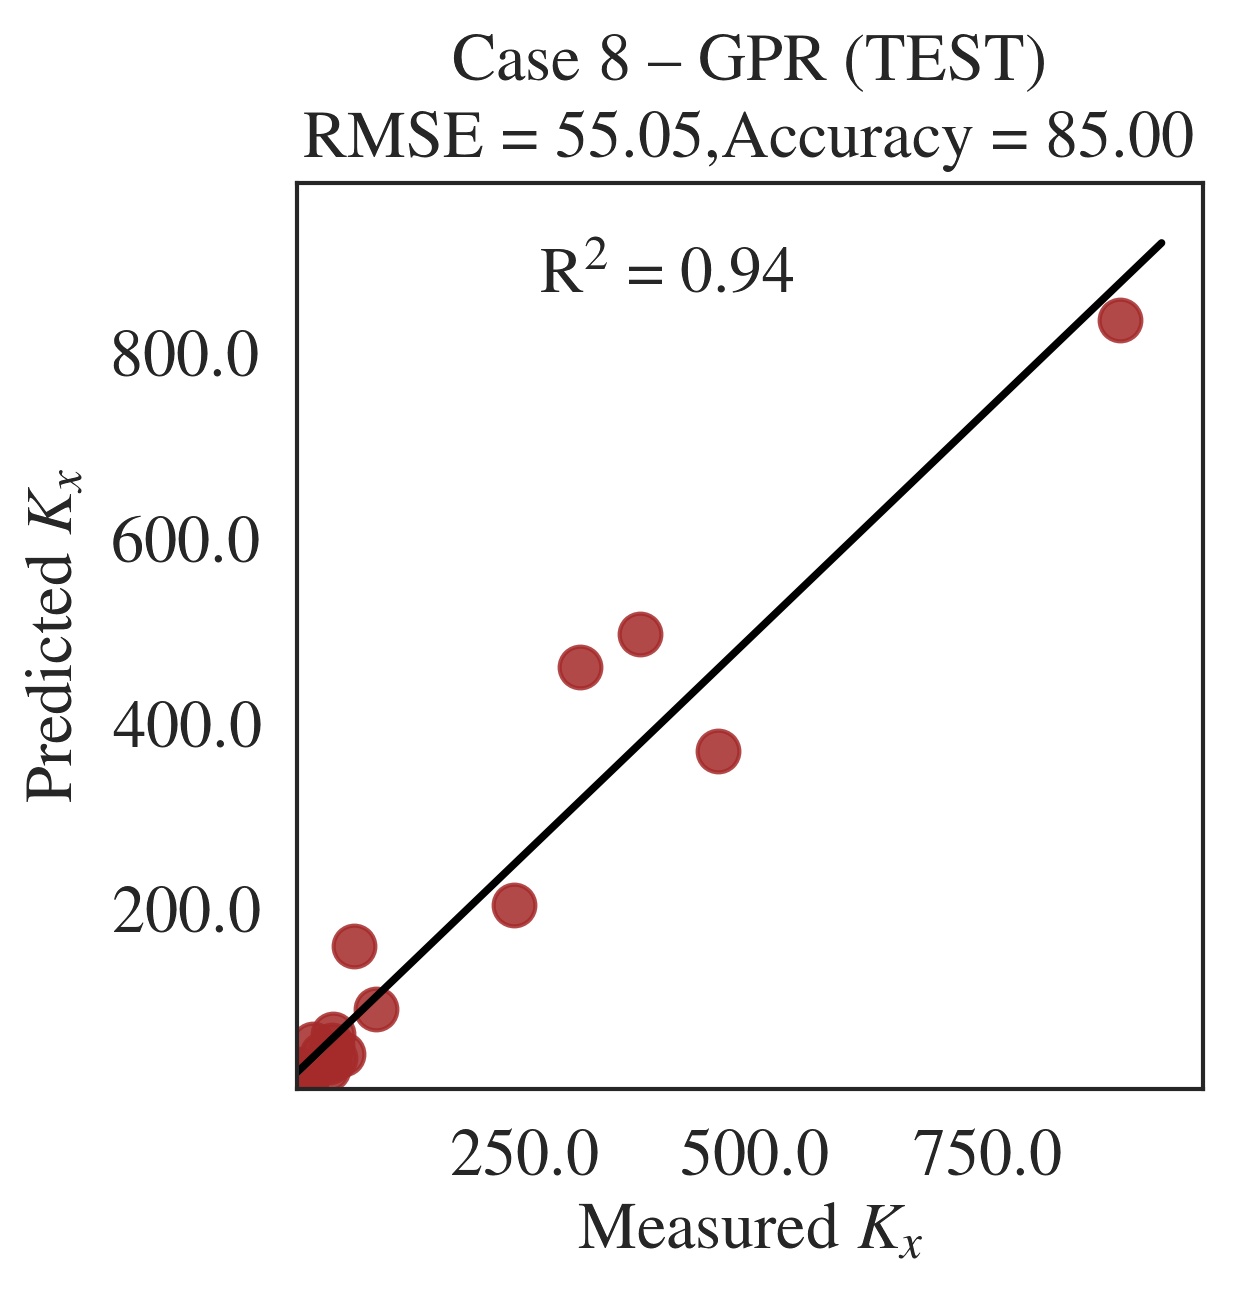 Case 8 – GPR (TEST)
RMSE = 55.05,Accuracy = 85.00
R² = 0.94
800.0
600.0
400.0
200.0
Predicted Kₓ
250.0 500.0 750.0
Measured Kₓ